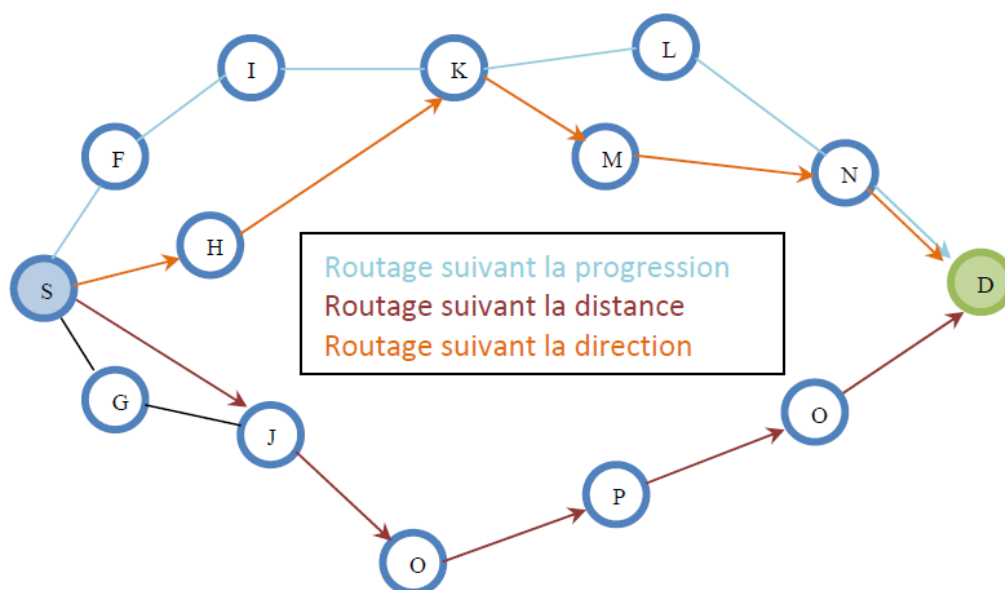 L
I
K
F
M
N
H
Routage suivant la progression
Routage suivant la distance
Routage suivant la direction
S
D
G
J
O
P
O